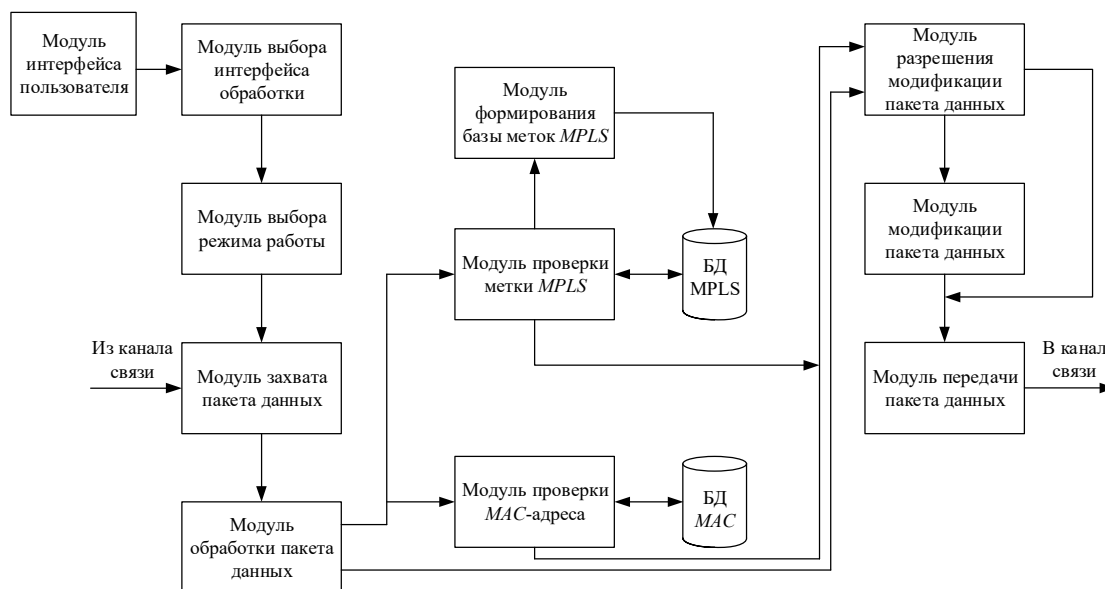 Модуль
интерфейса
пользователя
Модуль выбора
интерфейса
обработки
Модуль выбора
режима работы
Из канала
связи
Модуль захвата
пакета данных
Модуль
обработки пакета
данных
Модуль
формирования
базы меток MPLS
Модуль проверки
метки MPLS
БД
MPLS
Модуль проверки
MAC-адреса
БД
MAC
Модуль
разрешения
модификации
пакета данных
Модуль
модификации
пакета данных
Модуль передачи
пакета данных
В канал
связи